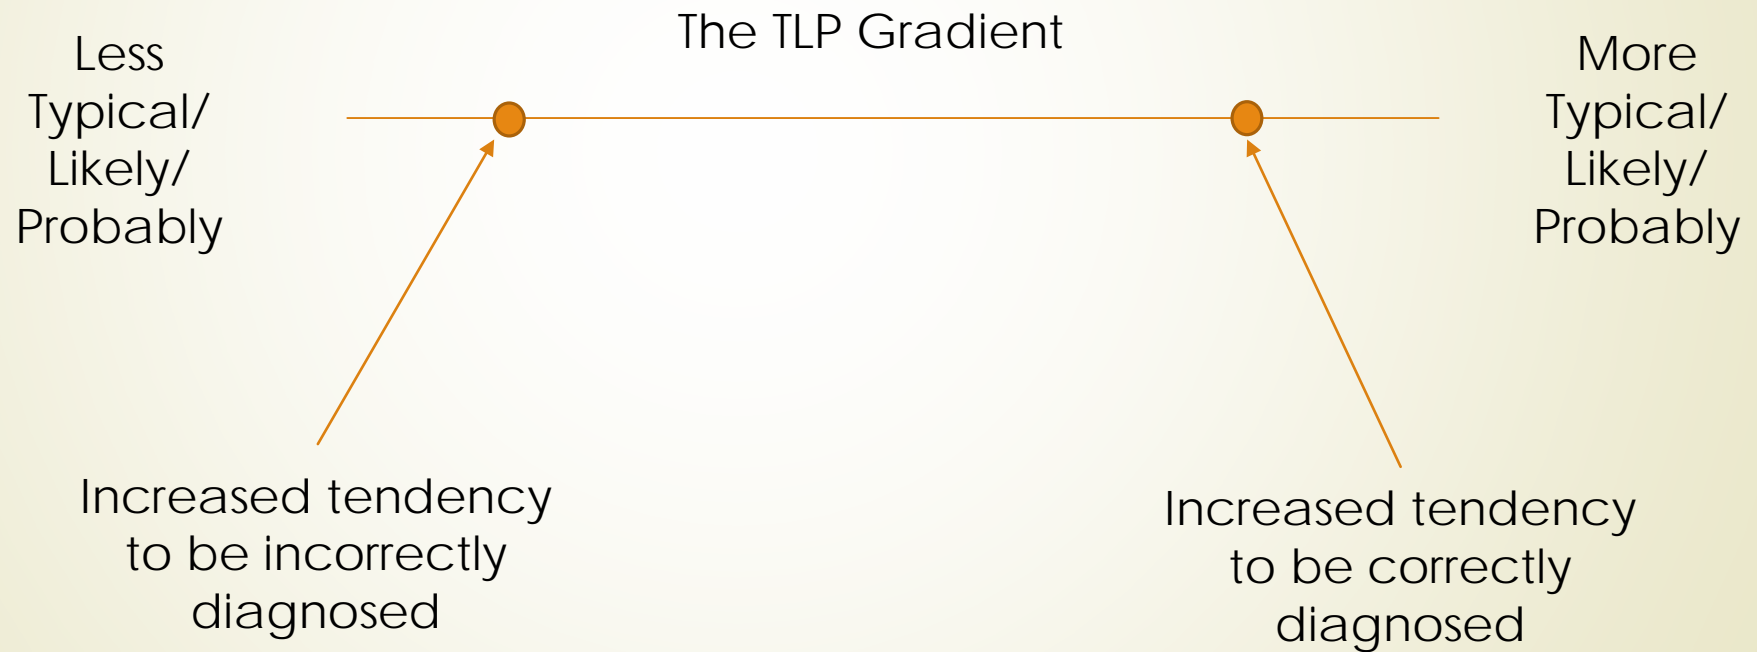 The TLP Gradient
Less
Typical/
Likely/
Probably
More
Typical/
Likely/
Probably
Increased tendency
to be incorrectly
diagnosed
Increased tendency
to be correctly
diagnosed